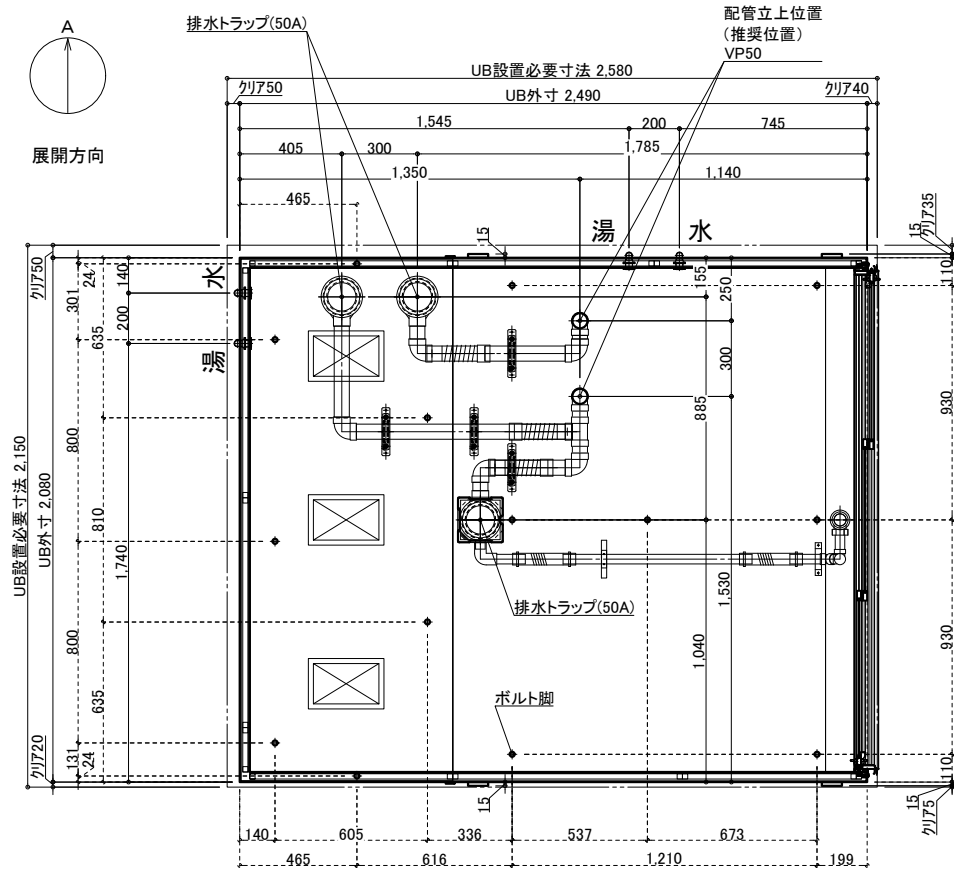 A
展開方向
排水トラップ(50A)
配管立上位置
(推奨位置)
VP50
UB設置必要寸法 2,580
クリア50
UB外寸 2,490
クリア40
1,545
200
745
405
300
1,785
1,350
1,140
465
15
湯
水
クリア35
15
110
クリア50
24
140
301
水
200
635
湯
155
250
300
885
930
UB設置必要寸法 2,150
UB外寸 2,080
800
810
1,740
排水トラップ(50A)
1,530
1,040
930
800
635
ボルト脚
クリア20
131
24
15
110
15
クリア5
140
605
336
537
673
465
616
1,210
199